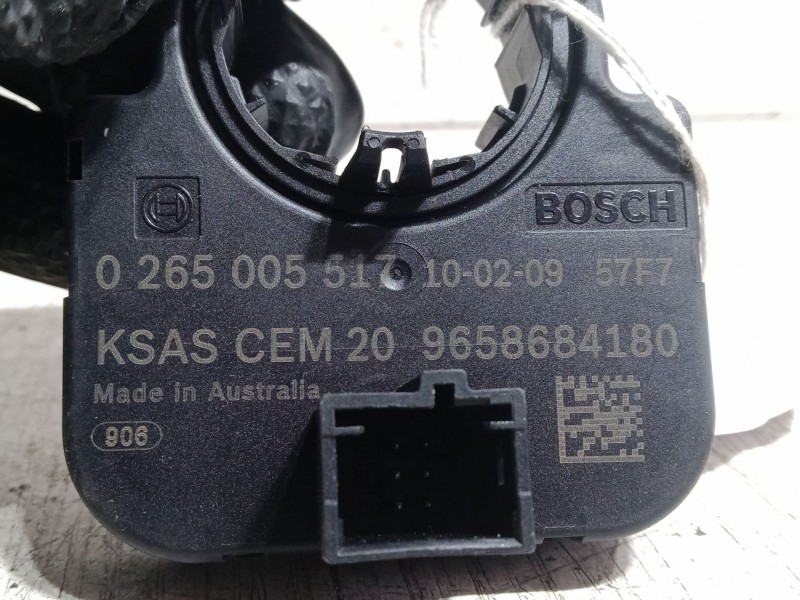 BOSCH
0 265 005 517 10-02-09 57F7
KSAS CEM 20 9658684180
Made in Australia
906